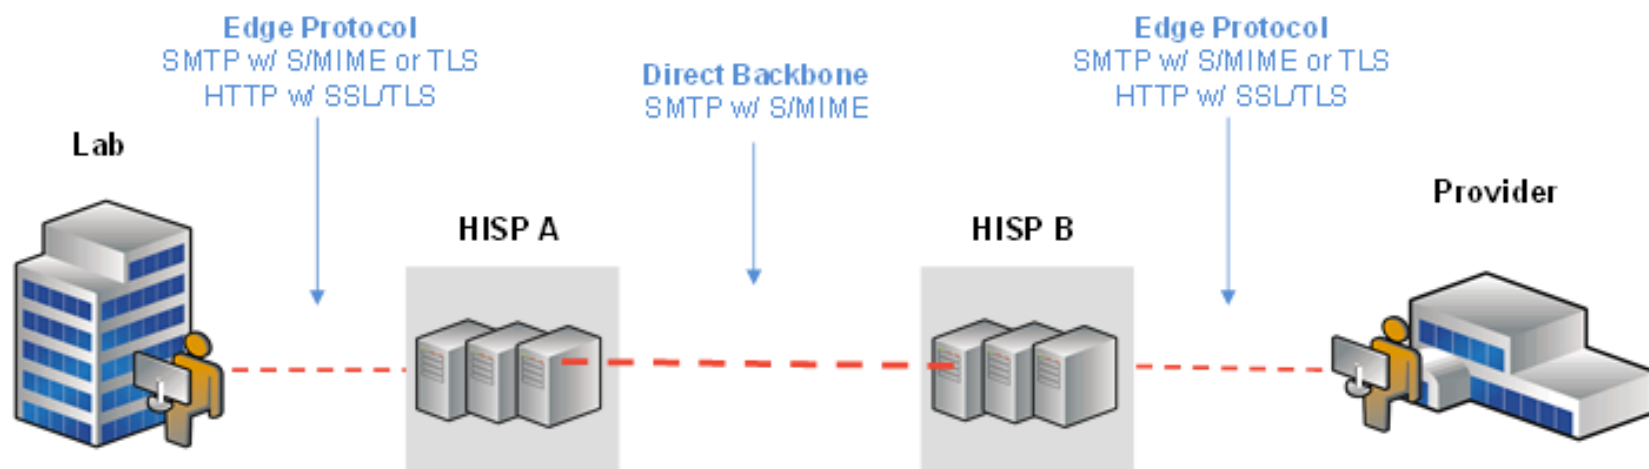 Edge Protocol
SMTP w/ S/MIME or TLS
HTTP w/ SSL/TLS
Direct Backbone
SMTP w/ S/MIME
Edge Protocol
SMTP w/ S/MIME or TLS
HTTP w/ SSL/TLS
Lab
HISP A
HISP B
Provider